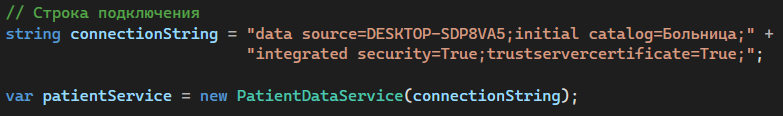 // Строка подключения
string connectionString = "data source=DESKTOP-SDP8VA5;initial catalog=Больница;" +
"integrated security=True;trustservercertificate=True;";
var patientService = new PatientDataService(connectionString);